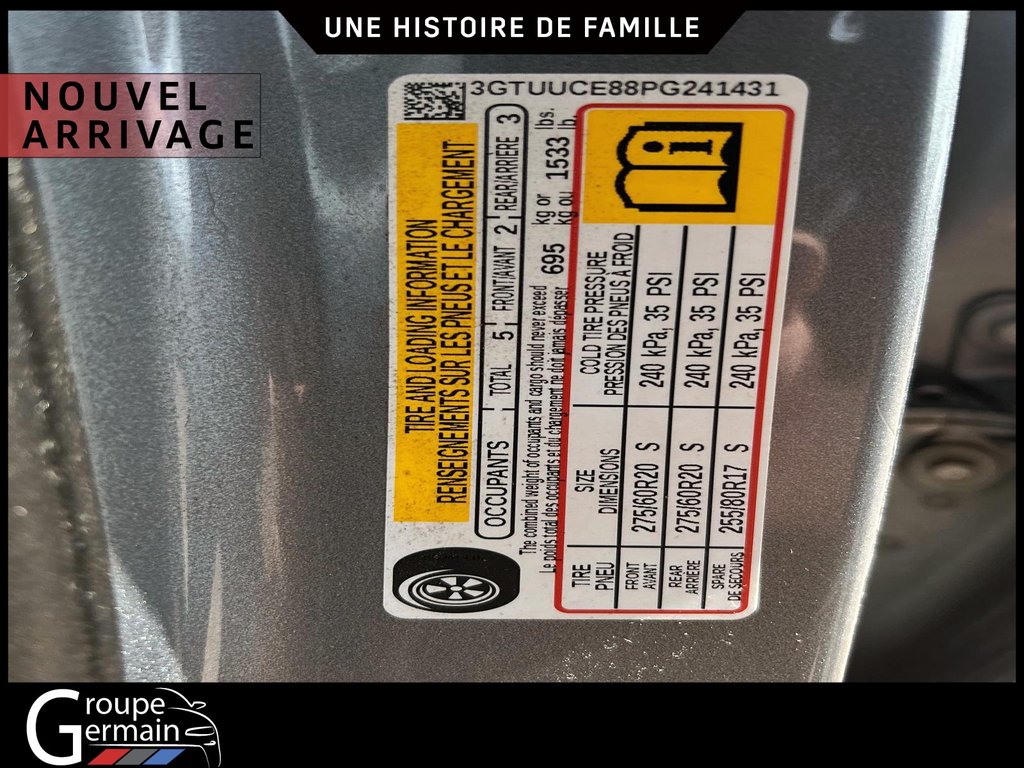 UNE HISTOIRE DE FAMILLE
NOUVEL
ARRIVAGE
3GTUUCE88PG241431
TIRE AND LOADING INFORMATION
RENSEIGNEMENTS SUR LES PNEUS ET LE CHARGEMENT
OCCUPANTS TOTAL 5 FRONT/AVANT 2 REAR/ARRIÈRE 3
The combined weight of occupants and cargo should never exceed 695 kg or 1533 lbs.
Le poids total des occupants et du chargement ne doit jamais dépasser 695 kg ou 1533 lb.
TIRE SIZE COLD TIRE PRESSURE
PNEU DIMENSIONS PRESSION DES PNEUS À FROID
FRONT
AVANT
275/60R20 S 240 kPa, 35 PSI
REAR
ARRIÈRE
275/60R20 S 240 kPa, 35 PSI
SPARE
DE SECOURS
255/80R17 S 240 kPa, 35 PSI
Groupe
Germain